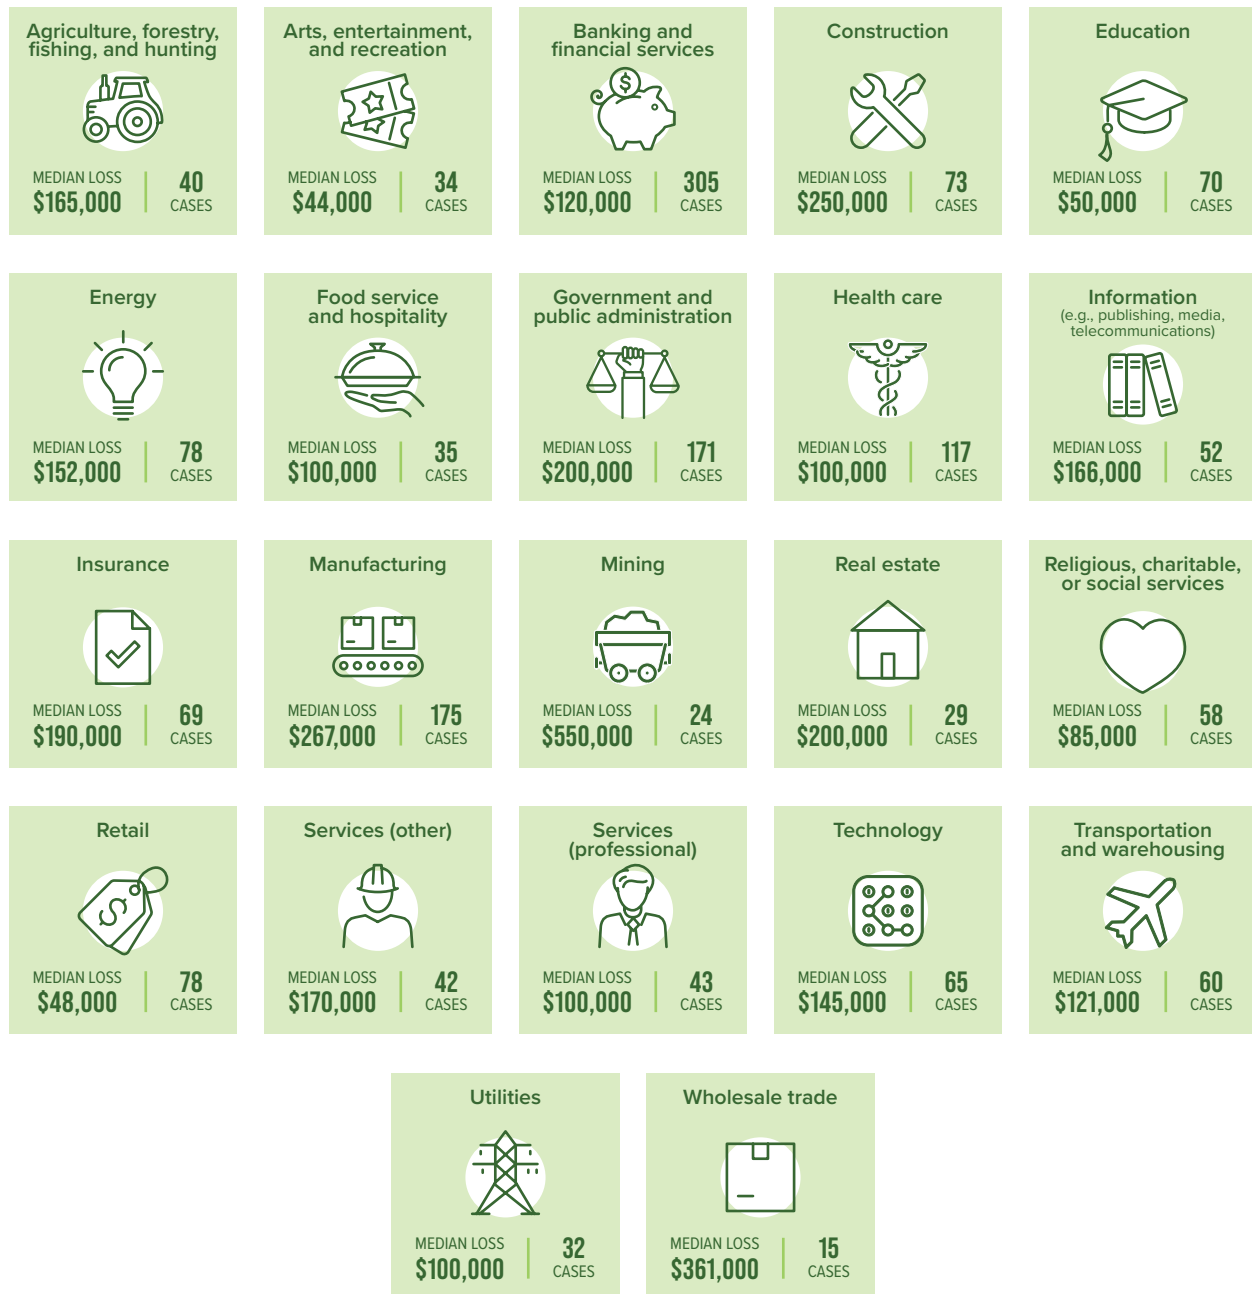 Agriculture, forestry,
fishing, and hunting
MEDIAN LOSS
$165,000
40
CASES
Arts, entertainment,
and recreation
MEDIAN LOSS
$44,000
34
CASES
Banking and
financial services
$
MEDIAN LOSS
$120,000
305
CASES
Construction
MEDIAN LOSS
$250,000
73
CASES
Education
MEDIAN LOSS
$50,000
70
CASES
Energy
MEDIAN LOSS
$152,000
78
CASES
Food service
and hospitality
MEDIAN LOSS
$100,000
35
CASES
Government and
public administration
MEDIAN LOSS
$200,000
171
CASES
Health care
MEDIAN LOSS
$100,000
117
CASES
Information
(e.g., publishing, media,
telecommunications)
MEDIAN LOSS
$166,000
52
CASES
Insurance
MEDIAN LOSS
$190,000
69
CASES
Manufacturing
MEDIAN LOSS
$267,000
175
CASES
Mining
MEDIAN LOSS
$550,000
24
CASES
Real estate
MEDIAN LOSS
$200,000
29
CASES
Religious, charitable,
or social services
MEDIAN LOSS
$85,000
58
CASES
Retail
$
MEDIAN LOSS
$48,000
78
CASES
Services (other)
MEDIAN LOSS
$170,000
42
CASES
Services
(professional)
MEDIAN LOSS
$100,000
43
CASES
Technology
MEDIAN LOSS
$145,000
65
CASES
Transportation
and warehousing
MEDIAN LOSS
$121,000
60
CASES
Utilities
MEDIAN LOSS
$100,000
32
CASES
Wholesale trade
MEDIAN LOSS
$361,000
15
CASES